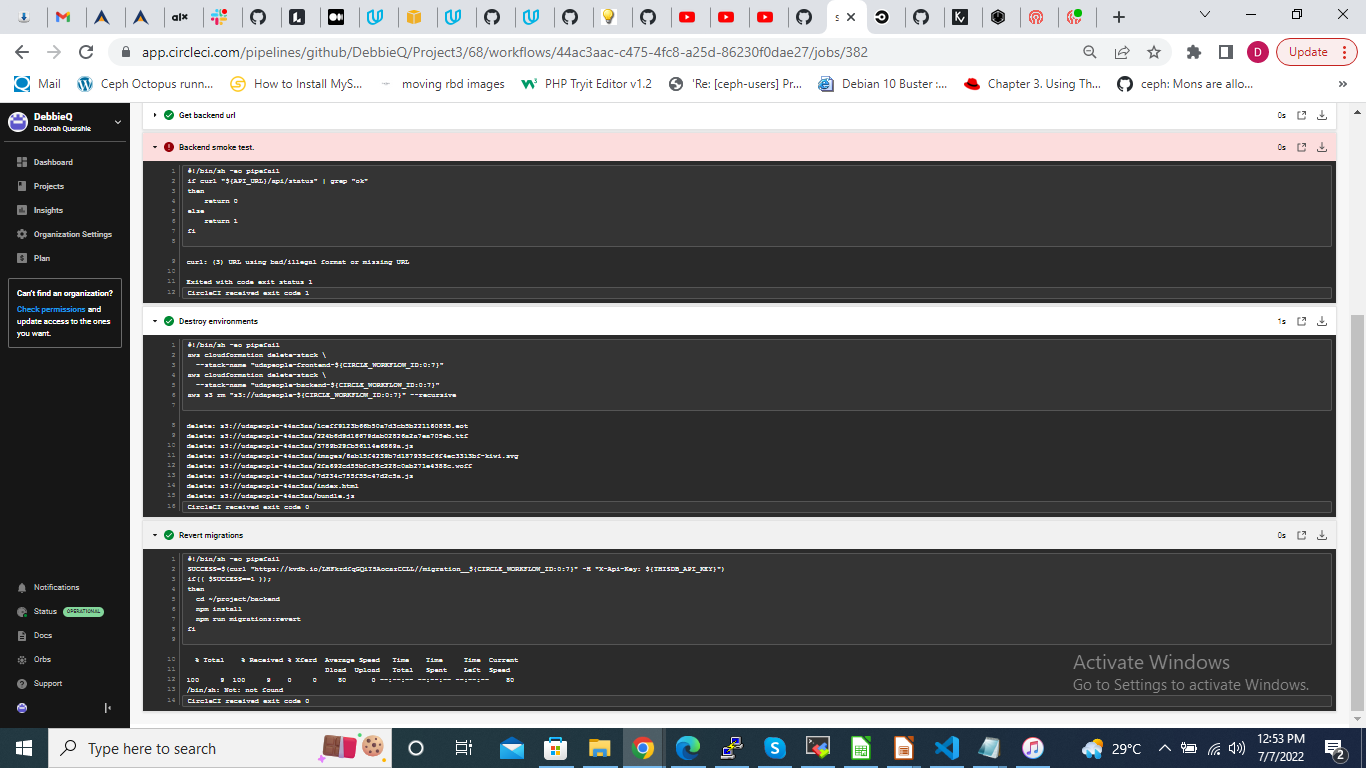 alx
s
Update
app.circleci.com/pipelines/github/DebbieQ/Project3/68/workflows/44ac3aac-c475-4fc8-a25d-86230f0dae27/jobs/382
D
Mail
Ceph Octopus runn...
How to Install MyS...
moving rbd images
PHP Tryit Editor v1.2
'Re: [ceph-users] Pr...
Debian 10 Buster :...
Chapter 3. Using Th...
ceph: Mons are allo...
»
DebbieQ
Deborah Quarshie
Dashboard
Projects
Insights
Organization Settings
Plan
Can't find an organization?
Check permissions and
update access to the ones
you want.
Notifications
Status OPERATIONAL
Docs
Orbs
Support
Get backend url
0s
Backend smoke test.
0s
1 #!/bin/sh -eo pipefail
2 if curl "${API_URL}/api/status" | grep "ok"
3 then
4 return 0
5 else
6 return 1
7 fi
8
9 curl: (3) URL using bad/illegal format or missing URL
10
11 Exited with code exit status 1
12 CircleCI received exit code 1
Destroy environments
1s
1 #!/bin/sh -eo pipefail
2 aws cloudformation delete-stack \
3 --stack-name "udapeople-frontend-${CIRCLE_WORKFLOW_ID:0:7}"
4 aws cloudformation delete-stack \
5 --stack-name "udapeople-backend-${CIRCLE_WORKFLOW_ID:0:7}"
6 aws s3 rm "s3://udapeople-${CIRCLE_WORKFLOW_ID:0:7}" --recursive
7
8 delete: s3://udapeople-44ac3aa/
9 delete: s3://udapeople-44ac3aa/
10 delete: s3://udapeople-44ac3aa/
11 delete: s3://udapeople-44ac3aa/images/
12 delete: s3://udapeople-44ac3aa/
13 delete: s3://udapeople-44ac3aa/
14 delete: s3://udapeople-44ac3aa/index.html
15 delete: s3://udapeople-44ac3aa/bundle.js
16 CircleCI received exit code 0
Revert migrations
0s
1 #!/bin/sh -eo pipefail
2 SUCCESS=$(curl "https://kvdb.io/ //migration__${CIRCLE_WORKFLOW_ID:0:7}" -H "X-Api-Key: ${THISDB_API_KEY}")
3 if(( $SUCCESS==1 ));
4 then
5 cd ~/project/backend
6 npm install
7 npm run migrations:revert
8 fi
9
10 % Total % Received % Xferd Average Speed Time Time Time Current
11 Dload Upload Total Spent Left Speed
12 100 9 100 9 0 0 80 0 --:--:-- --:--:-- --:--:-- 80
13 /bin/sh: Not: not found
14 CircleCI received exit code 0
Activate Windows
Go to Settings to activate Windows.
Type here to search
29°C
12:53 PM
7/7/2022
2